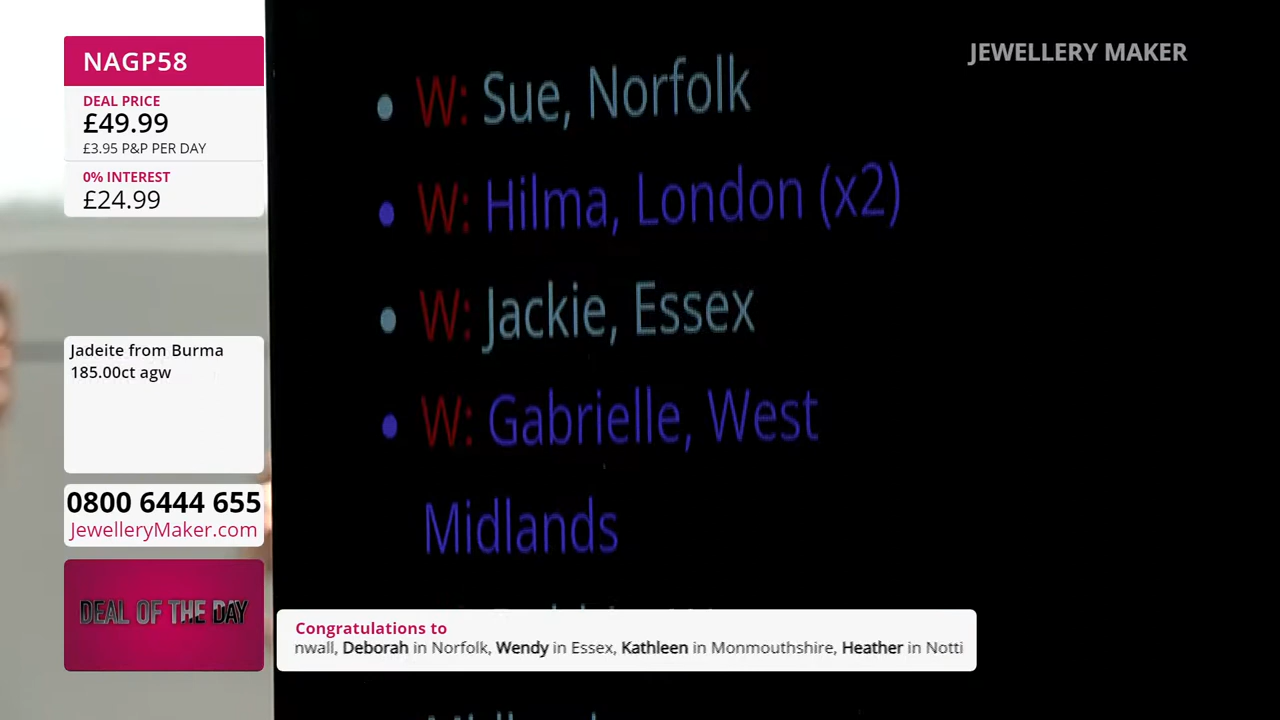 NAGP58
DEAL PRICE
£49.99
£3.95 P&P PER DAY
0% INTEREST
£24.99
Jadeite from Burma
185.00ct agw
0800 6444 655
JewelleryMaker.com
DEAL OF THE DAY
JEWELLERY MAKER
• W: Sue, Norfolk
• W: Hilma, London (x2)
• W: Jackie, Essex
• W: Gabrielle, West
Midlands
Congratulations to
nwall, Deborah in Norfolk, Wendy in Essex, Kathleen in Monmouthshire, Heather in Notti